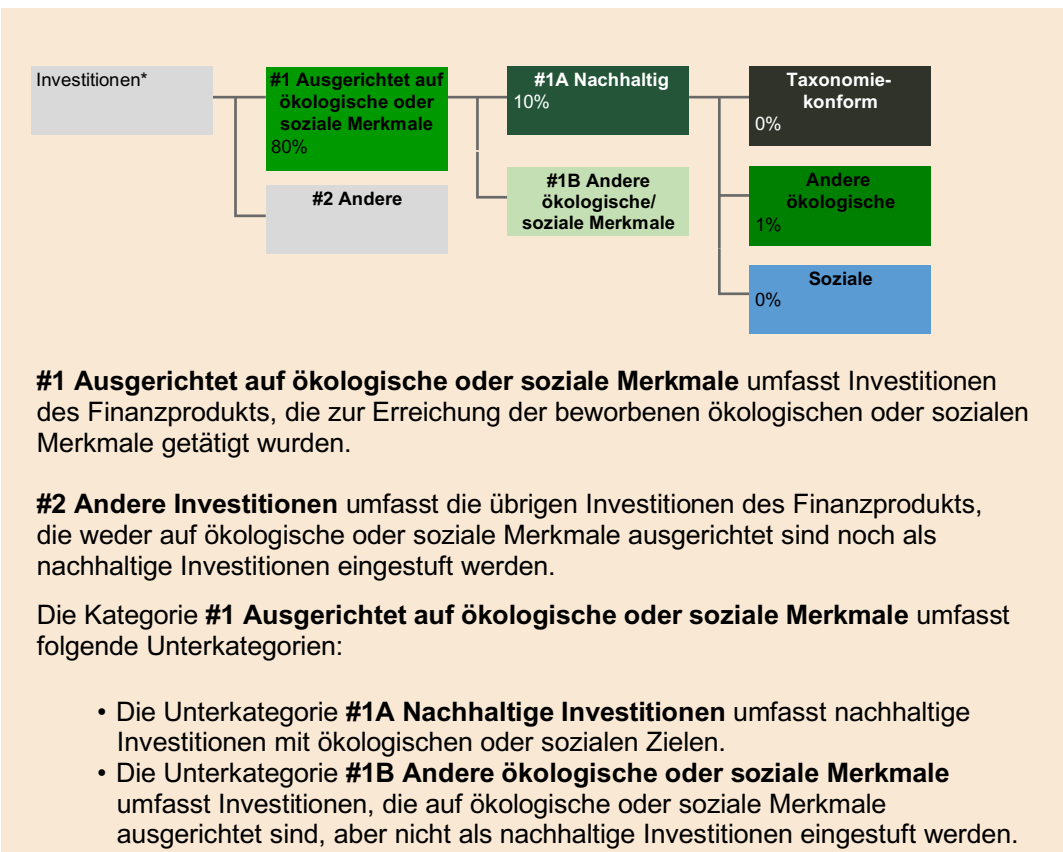 Investitionen*
#1 Ausgerichtet auf
ökologische oder
soziale Merkmale
80%
#2 Andere
#1A Nachhaltig
10%
#1B Andere
ökologische/
soziale Merkmale
Taxonomie-
konform
0%
Andere
ökologische
1%
Soziale
0%
#1 Ausgerichtet auf ökologische oder soziale Merkmale umfasst Investitionen
des Finanzprodukts, die zur Erreichung der beworbenen ökologischen oder sozialen
Merkmale getätigt wurden.
#2 Andere Investitionen umfasst die übrigen Investitionen des Finanzprodukts,
die weder auf ökologische oder soziale Merkmale ausgerichtet sind noch als
nachhaltige Investitionen eingestuft werden.
Die Kategorie #1 Ausgerichtet auf ökologische oder soziale Merkmale umfasst
folgende Unterkategorien:
• Die Unterkategorie #1A Nachhaltige Investitionen umfasst nachhaltige
Investitionen mit ökologischen oder sozialen Zielen.
• Die Unterkategorie #1B Andere ökologische oder soziale Merkmale
umfasst Investitionen, die auf ökologische oder soziale Merkmale
ausgerichtet sind, aber nicht als nachhaltige Investitionen eingestuft werden.